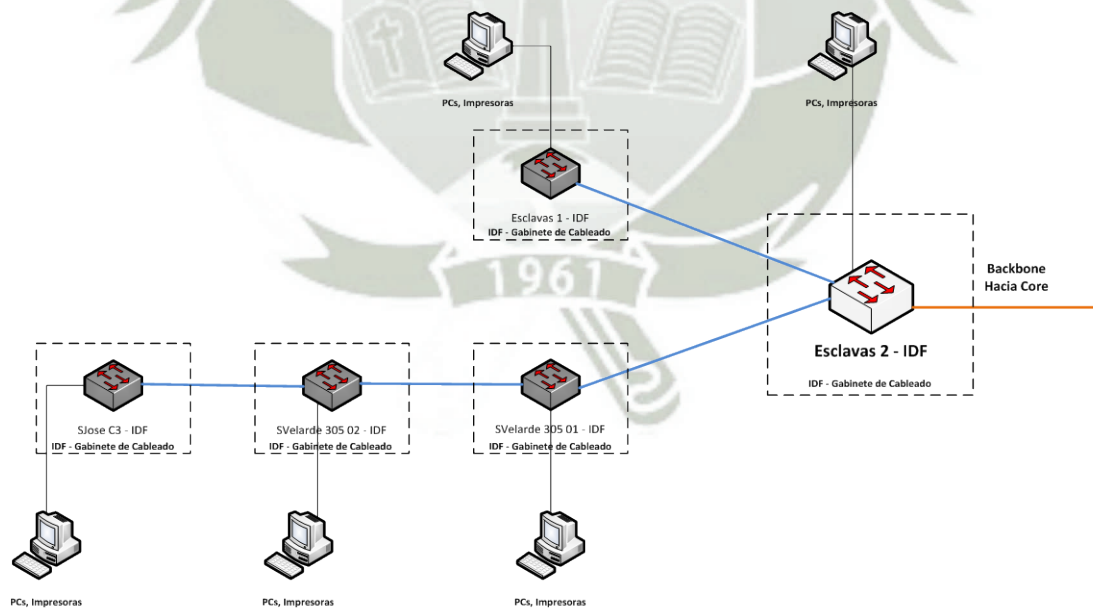 PCs, Impresoras
PCs, Impresoras
Esclavas 1 - IDF
IDF - Gabinete de Cableado
1961
Backbone
Hacia Core
Esclavas 2 - IDF
IDF - Gabinete de Cableado
SJose C3 - IDF
IDF - Gabinete de Cableado
SVelarde 305 02 - IDF
IDF - Gabinete de Cableado
SVelarde 305 01 - IDF
IDF - Gabinete de Cableado
PCs, Impresoras
PCs, Impresoras
PCs, Impresoras